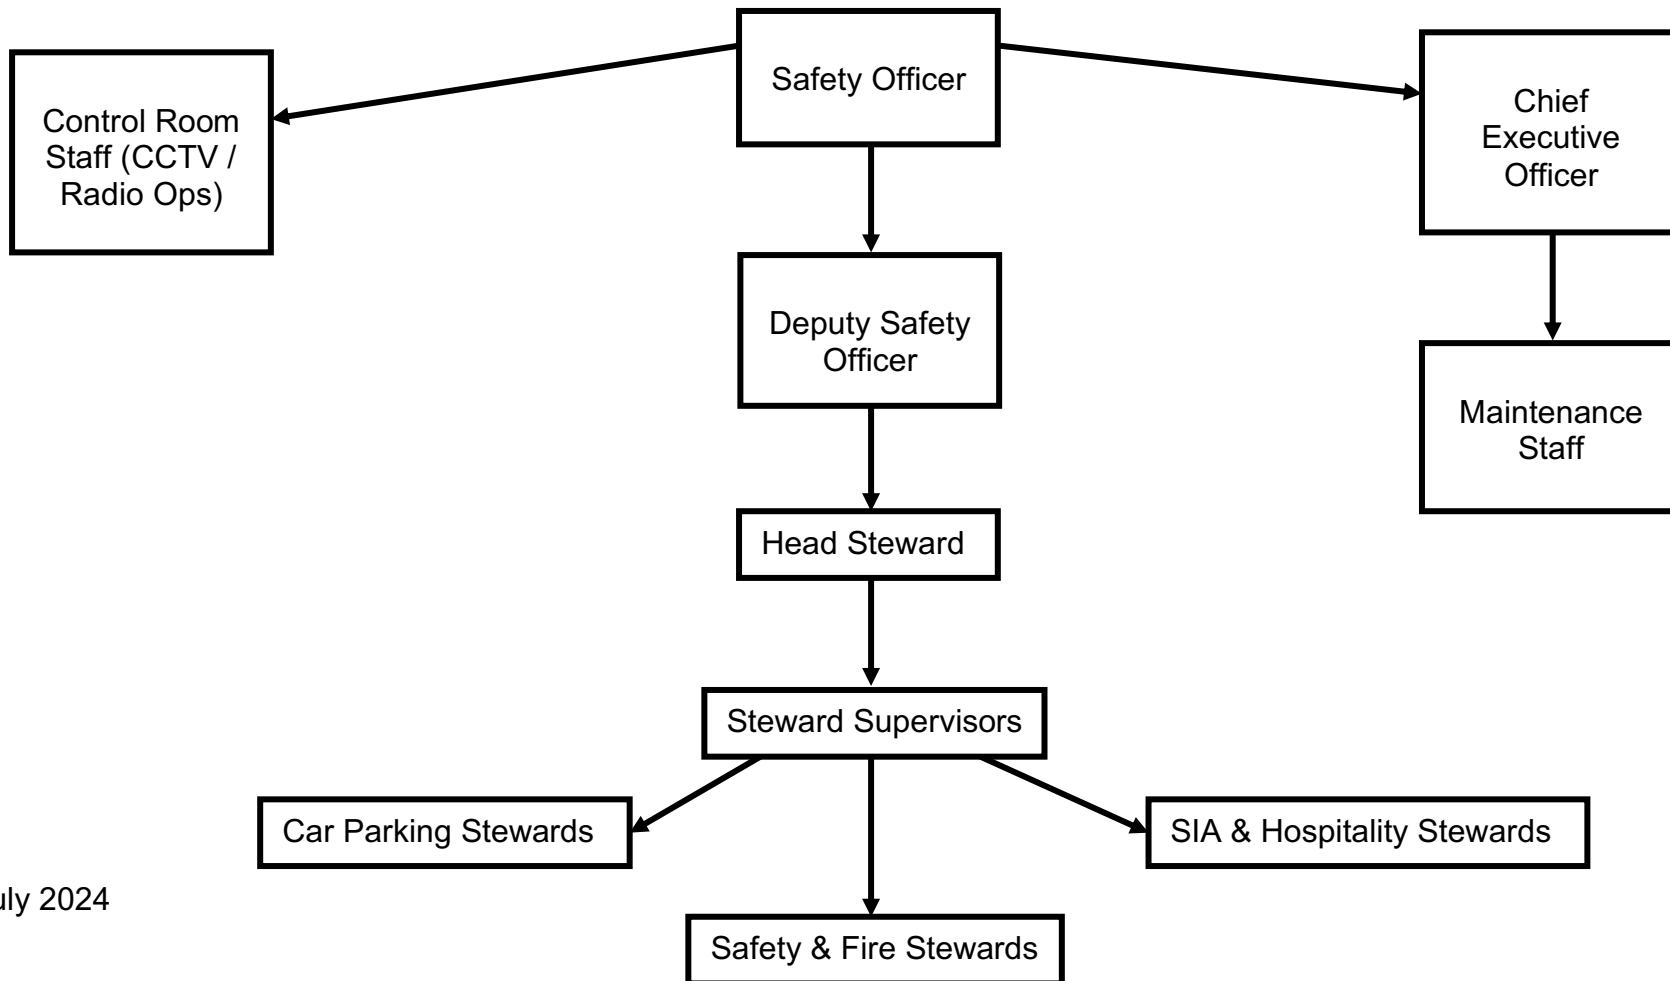 Safety Officer
Control Room
Staff (CCTV /
Radio Ops)
Chief
Executive
Officer
Deputy Safety
Officer
Maintenance
Staff
Head Steward
Steward Supervisors
Car Parking Stewards
SIA & Hospitality Stewards
2024
Safety & Fire Stewards